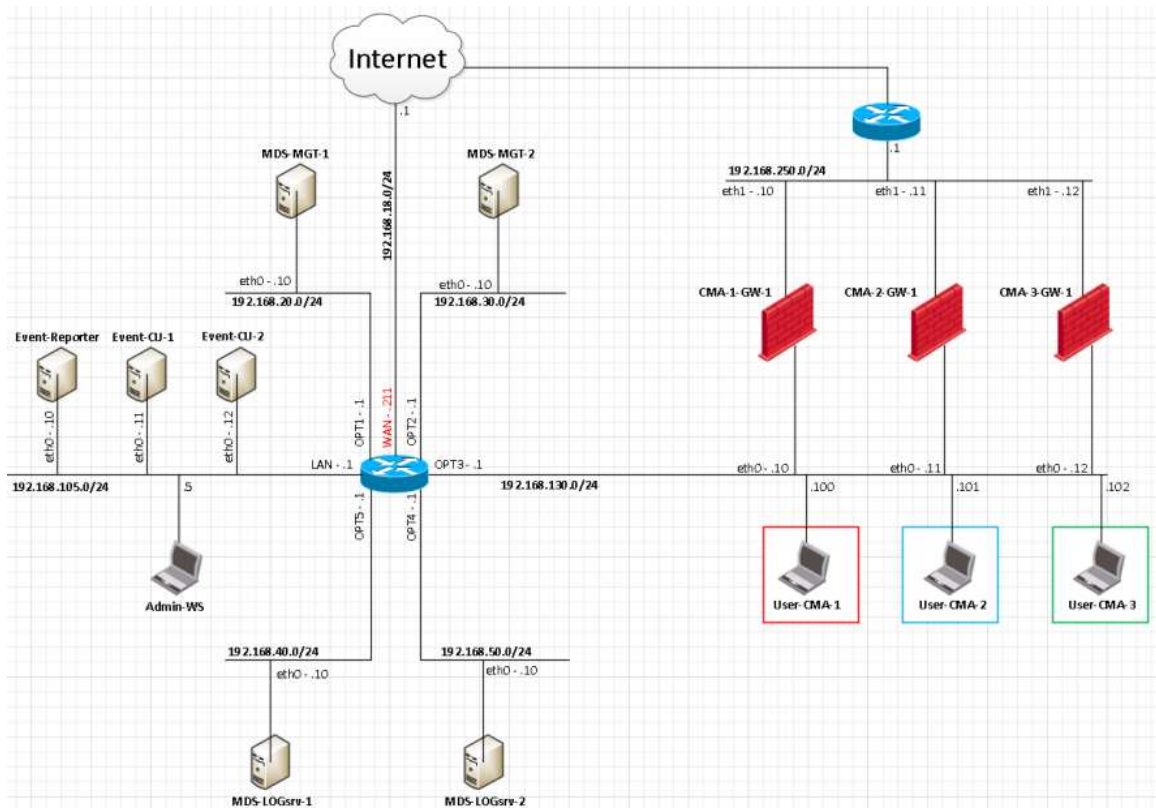 Internet
.1
.1
MDS-MGT-1
MDS-MGT-2
192.168.18.0/24
192.168.250.0/24
eth1 - .10
eth1 - .11
eth1 - .12
eth0 - .10
eth0 - .10
192.168.20.0/24
192.168.30.0/24
CMA-1-GW-1
CMA-2-GW-1
CMA-3-GW-1
Event-Reporter
Event-CU-1
Event-CU-2
eth0 - .10
eth0 - .11
eth0 - .12
OPT1 - .1
WAN - .211
OPT2 - .1
LAN - .1
OPT3 - .1
eth0 - .10
eth0 - .11
eth0 - .12
192.168.105.0/24
192.168.130.0/24
.5
OPT5 - .1
OPT4 - .1
.100
.101
.102
Admin-WS
User-CMA-1
User-CMA-2
User-CMA-3
192.168.40.0/24
192.168.50.0/24
eth0 - .10
eth0 - .10
MDS-LOGsrv-1
MDS-LOGsrv-2